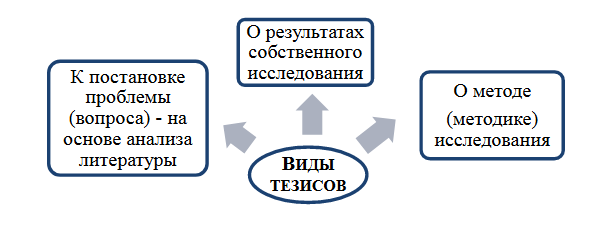 К постановке
проблемы
(вопроса) - на
основе анализа
литературы
О результатах
собственного
исследования
О методе
(методике)
исследования
Виды
тезисов